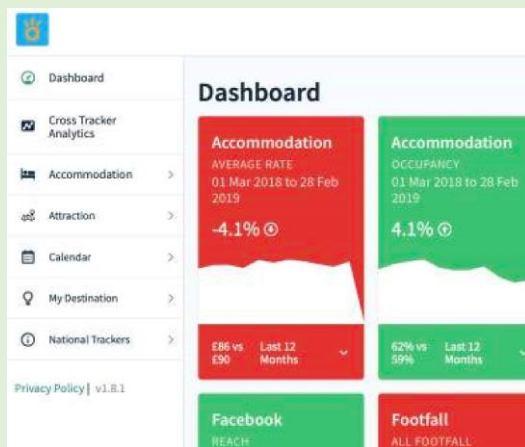 Dashboard
Cross Tracker
Analytics
Accommodation
Attraction
Calendar
My Destination
National Trackers
Privacy Policy | v1.8.1
Dashboard
Accommodation
AVERAGE RATE
01 Mar 2018 to 28 Feb
2019
-4.1%
£86 vs
£90
Last 12
Months
Accommodation
OCCUPANCY
01 Mar 2018 to 28 Feb
2019
4.1%
62% vs
59%
Last 12
Months
Facebook
REACH
Footfall
ALL FOOTFALL